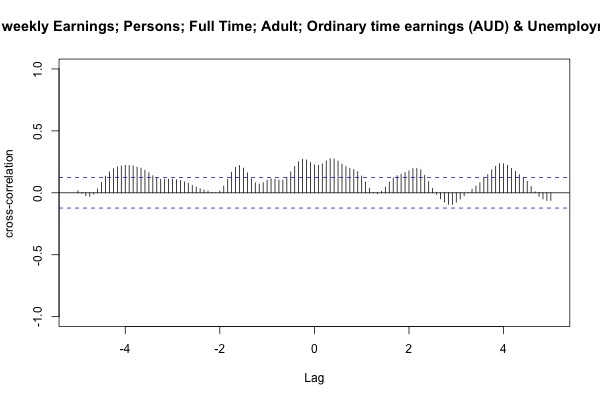 weekly Earnings; Persons; Full Time; Adult; Ordinary time earnings (AUD) & Unemployr
1.0
0.5
0.0
-0.5
-1.0
cross-correlation
-4 -2 0 2 4
Lag